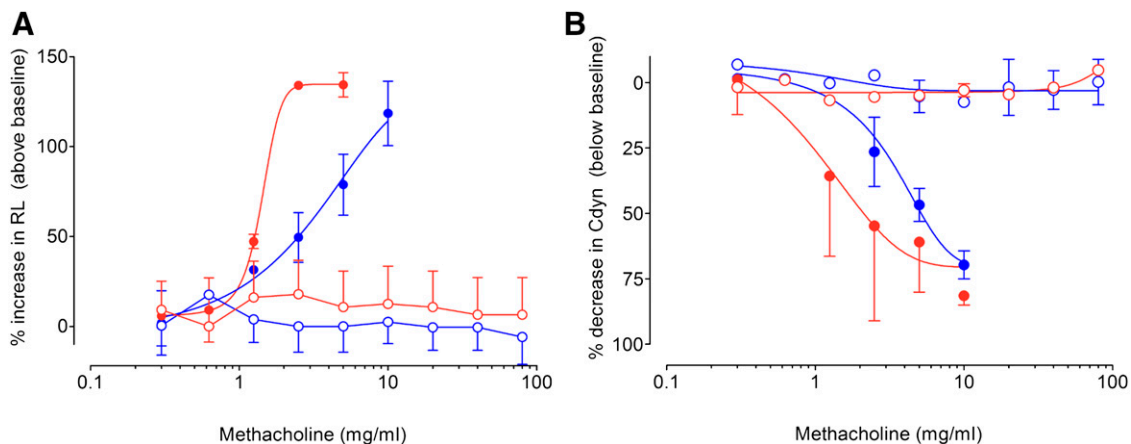 A
% increase in RL (above baseline)
150
100
50
0
0.1
1
10
100
Methacholine (mg/ml)
B
% decrease in Cdyn (below baseline)
0
25
50
75
100
0.1
1
10
100
Methacholine (mg/ml)